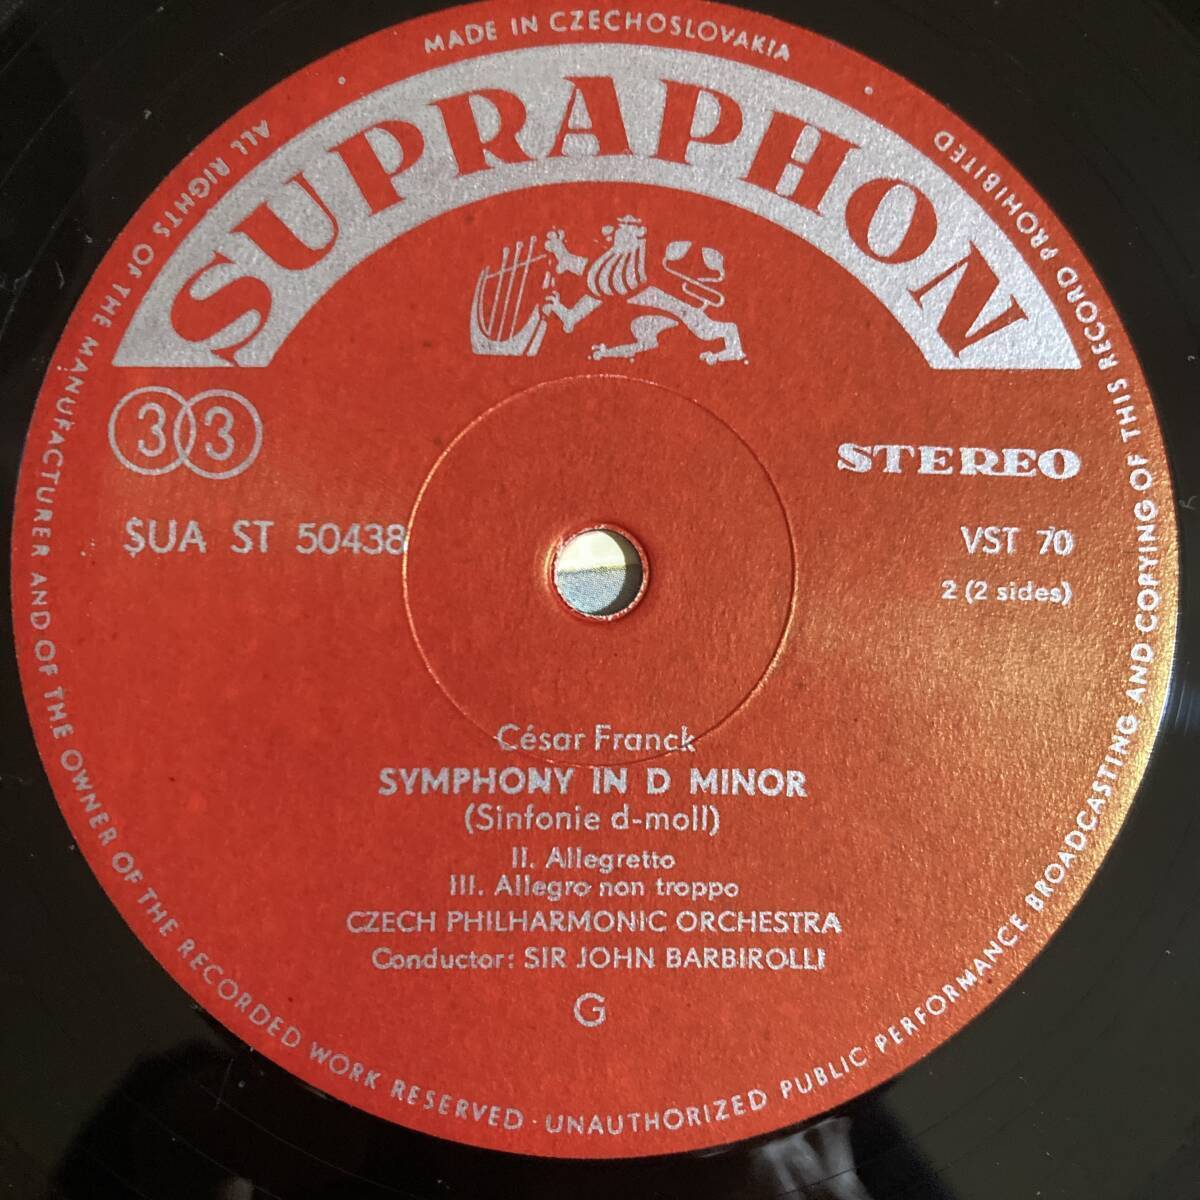 MADE IN CZECHOSLOVAKIA
SUPRAPHON
33
STEREO
SUA ST 50438
VST 70
2 (2 sides)
César Franck
SYMPHONY IN D MINOR
(Sinfonie d-moll)
II. Allegretto
III. Allegro non troppo
CZECH PHILHARMONIC ORCHESTRA
Conductor: SIR JOHN BARBIROLLI
G
ALL RIGHTS OF THE MANUFACTURER AND OF THE OWNER OF THE RECORDED WORK RESERVED · UNAUTHORIZED PUBLIC PERFORMANCE BROADCASTING AND COPYING OF THIS RECORD PROHIBITED